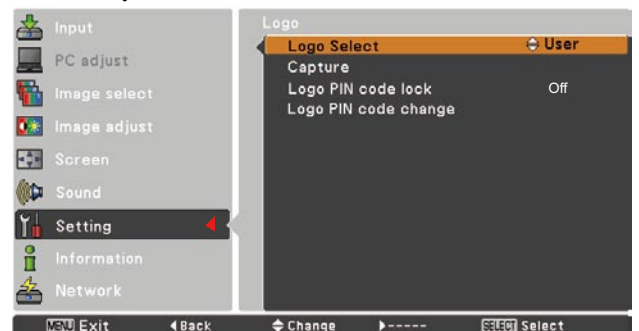 Input
PC adjust
Image select
Image adjust
Screen
Sound
Setting
Information
Network
Logo
Logo Select User
Capture
Logo PIN code lock Off
Logo PIN code change
MENU Exit Back Change ----- SELECT Select